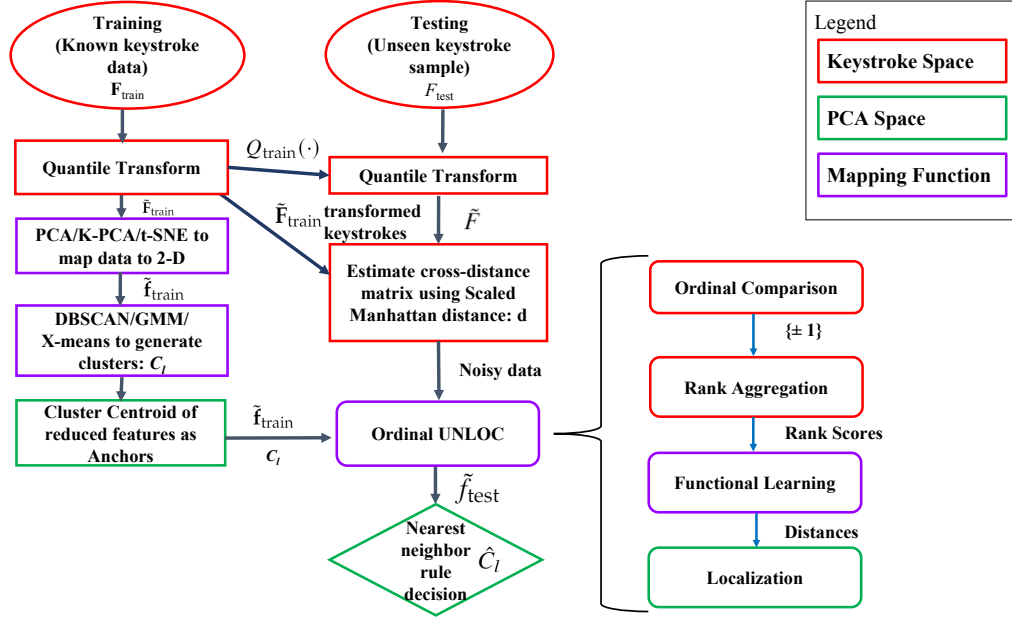 Training
(Known keystroke
data)
F_train
Testing
(Unseen keystroke
sample)
F_test
Legend
Keystroke Space
PCA Space
Mapping Function
Quantile Transform
Q_train(·)
Quantile Transform
F̃_train
F̃_train transformed
keystrokes
F̃
PCA/K-PCA/t-SNE to
map data to 2-D
f̃_train
DBSCAN/GMM/
X-means to generate
clusters: C_l
Cluster Centroid of
reduced features as
Anchors
f̃_train
C_l
Estimate cross-distance
matrix using Scaled
Manhattan distance: d
Noisy data
Ordinal UNLOC
f̃_test
Nearest
neighbor
rule
decision
Ĉ_l
Ordinal Comparison
{± 1}
Rank Aggregation
Rank Scores
Functional Learning
Distances
Localization